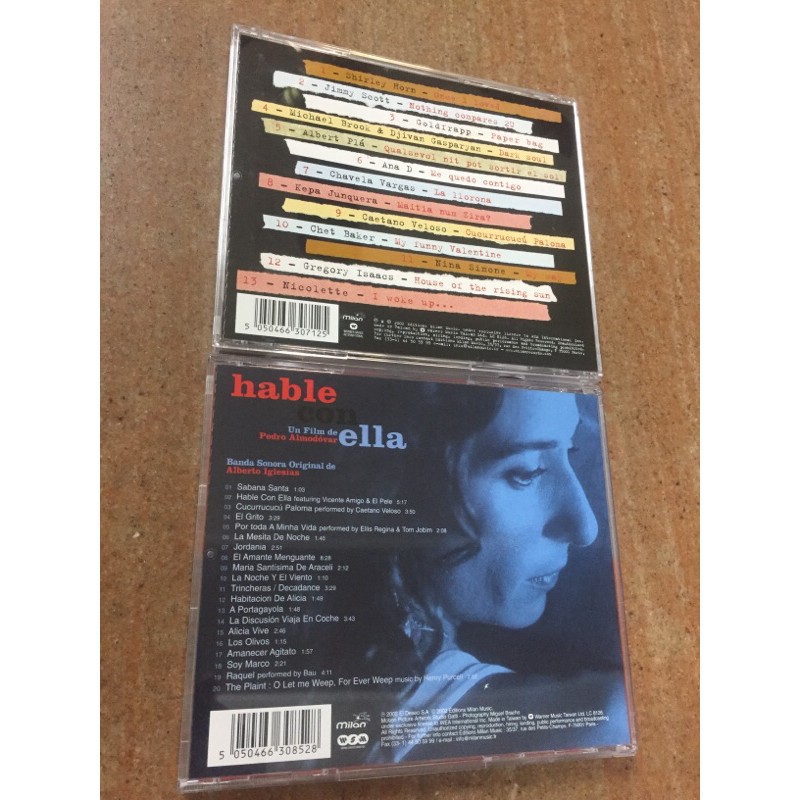 1 - Shirley Horn - Once I loved
2 - Jimmy Scott - Nothing compares 2U
3 - Goldfrapp - Paper bag
4 - Michael Brook & Djivan Gasparyan - Dark soul
5 - Albert Plá - Qualsevol nit pot sortir el sol
6 - Ana D - Me quedo contigo
7 - Chavela Vargas - La llorona
8 - Kepa Junquera - Maitia nun Zira?
9 - Caetano Veloso - Cucurrucucú Paloma
10 - Chet Baker - My funny Valentine
11 - Nina Simone - My way
12 - Gregory Isaacs - House of the rising sun
13 - Nicolette - I woke up...
milan
5 050466 307125
hable
con
ella
Un Film de
Pedro Almodóvar
Banda Sonora Original de
Alberto Iglesias
01 Sabana Santa 1:03
02 Hable Con Ella featuring Vicente Amigo & El Pele 5:17
03 Cucurrucucú Paloma performed by Caetano Veloso 3:50
04 El Grito 3:29
05 Por toda A Minha Vida performed by Elis Regina & Tom Jobim 2:08
06 La Mesita De Noche 1:45
07 Jordania 2:51
08 El Amante Menguante 8:28
09 Maria Santisima De Araceli 2:12
10 La Noche Y El Viento 1:19
11 Trincheras / Decadance 3:29
12 Habitacion De Alicia 1:49
13 A Portagayola 1:48
14 La Discusión Viaja En Coche 3:43
15 Alicia Vive 2:46
16 Los Olivos 1:15
17 Amanecer Agitato 1:57
18 Soy Marco 2:21
19 Raquel performed by Bau 4:11
20 The Plaint : O Let me Weep, For Ever Weep music by Henry Purcell
milan
wsm
5 050466 308528